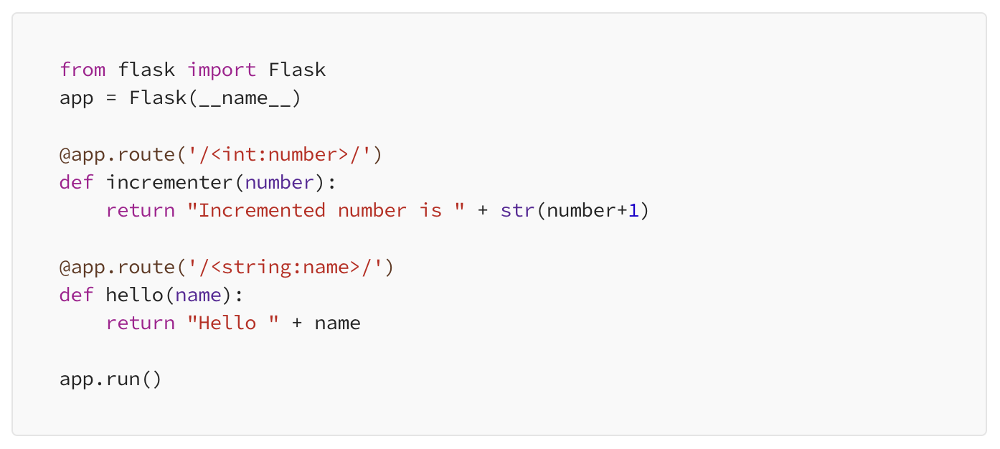 from flask import Flask
app = Flask(__name__)
@app.route('/<int:number>/')
def incrementer(number):
    return "Incremented number is " + str(number+1)
@app.route('/<string:name>/')
def hello(name):
    return "Hello " + name
app.run()